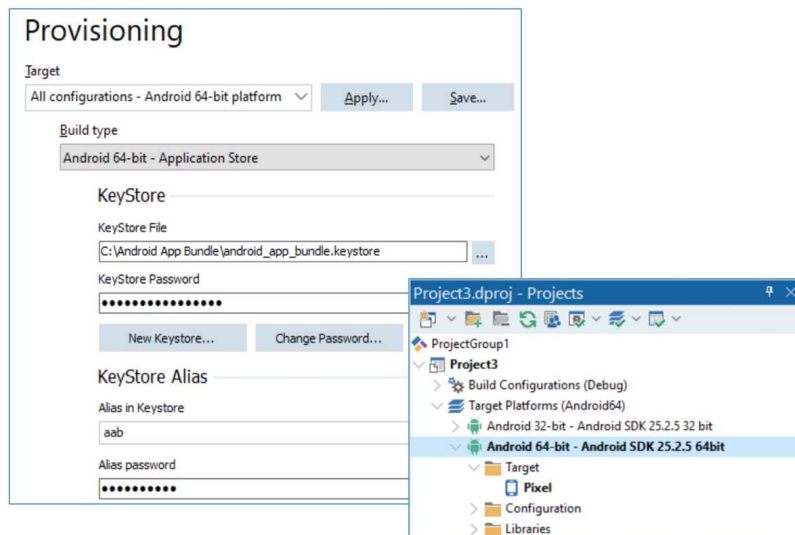 Provisioning
Target
All configurations - Android 64-bit platform
Apply...
Save...
Build type
Android 64-bit - Application Store
KeyStore
KeyStore File
C:\Android App Bundle\android_app_bundle.keystore
...
KeyStore Password
••••••••••••••••
New Keystore...
Change Password...
KeyStore Alias
Alias in Keystore
aab
Alias password
••••••••••
Project3.dproj - Projects
ProjectGroup1
Project3
Build Configurations (Debug)
Target Platforms (Android64)
Android 32-bit - Android SDK 25.2.5 32 bit
Android 64-bit - Android SDK 25.2.5 64bit
Target
Pixel
Configuration
Libraries